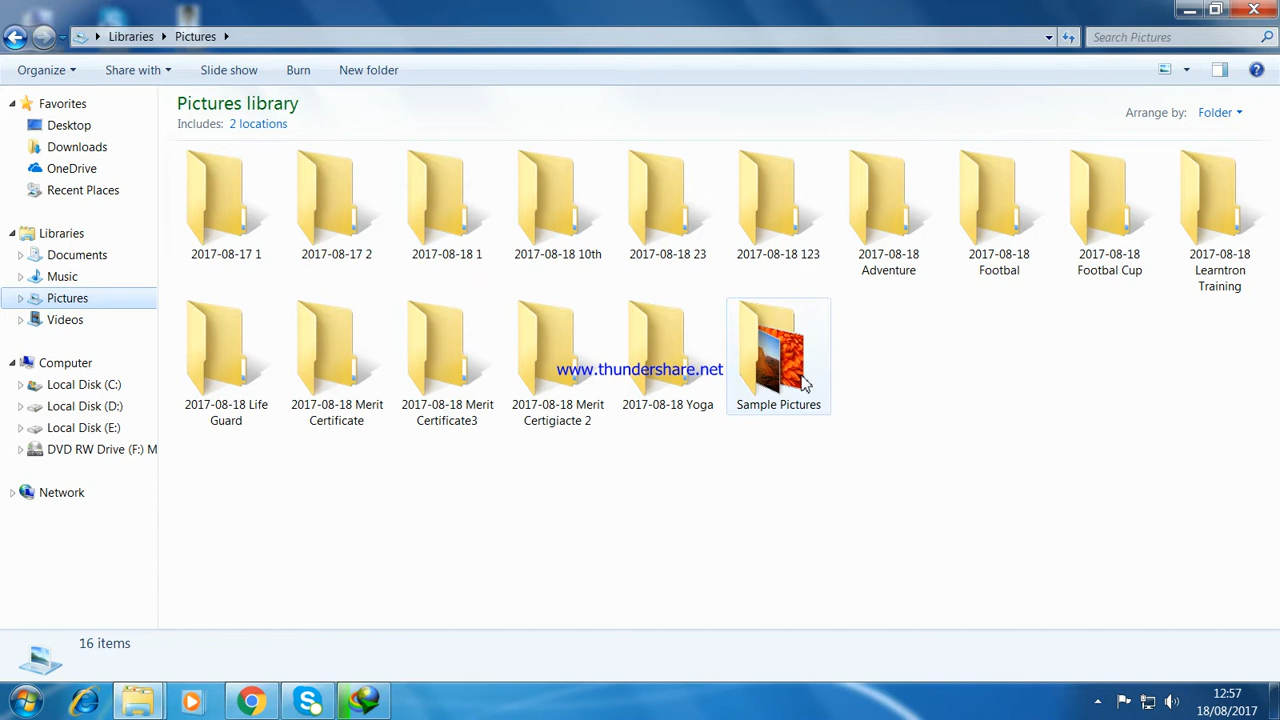 Libraries
Pictures
Search Pictures
Organize
Share with
Slide show
Burn
New folder
Favorites
Desktop
Downloads
OneDrive
Recent Places
Libraries
Documents
Music
Pictures
Videos
Computer
Local Disk (C:)
Local Disk (D:)
Local Disk (E:)
DVD RW Drive (F:) M
Network
Pictures library
Includes: 2 locations
Arrange by: Folder
2017-08-17 1
2017-08-17 2
2017-08-18 1
2017-08-18 10th
2017-08-18 23
2017-08-18 123
2017-08-18
Adventure
2017-08-18
Footbal
2017-08-18
Footbal Cup
2017-08-18
Learntron
Training
2017-08-18 Life
Guard
2017-08-18 Merit
Certificate
2017-08-18 Merit
Certificate3
2017-08-18 Merit
Certigiacte 2
2017-08-18 Yoga
Sample Pictures
www.thundershare.net
16 items
12:57
18/08/2017